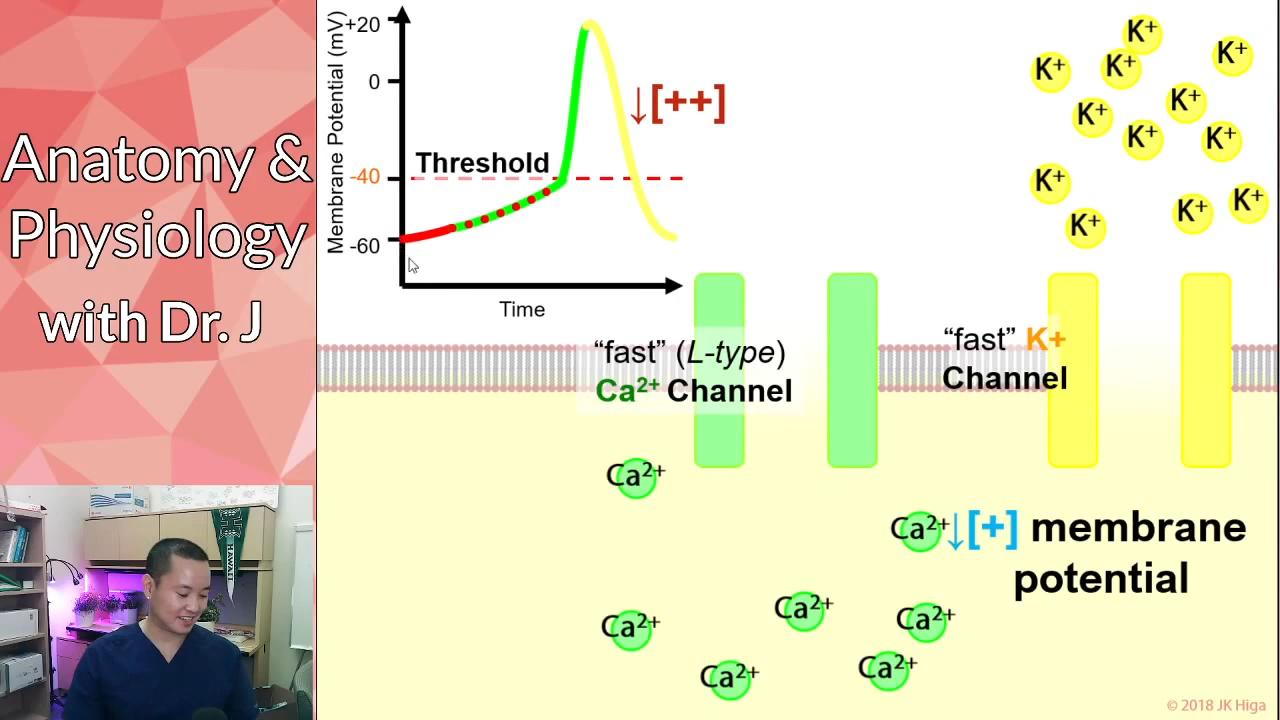 Anatomy &
Physiology
with Dr. J
HAWAII
Membrane Potential (mV)
+20
0
-40
-60
Threshold
↓[++]
Time
K+
K+
K+
K+
K+
K+
K+
K+
K+
K+
K+
K+
"fast" (L-type)
Ca2+ Channel
"fast" K+
Channel
Ca2+
Ca2+
↓[+] membrane
potential
Ca2+
Ca2+
Ca2+
Ca2+
Ca2+
© 2018 JK Higa